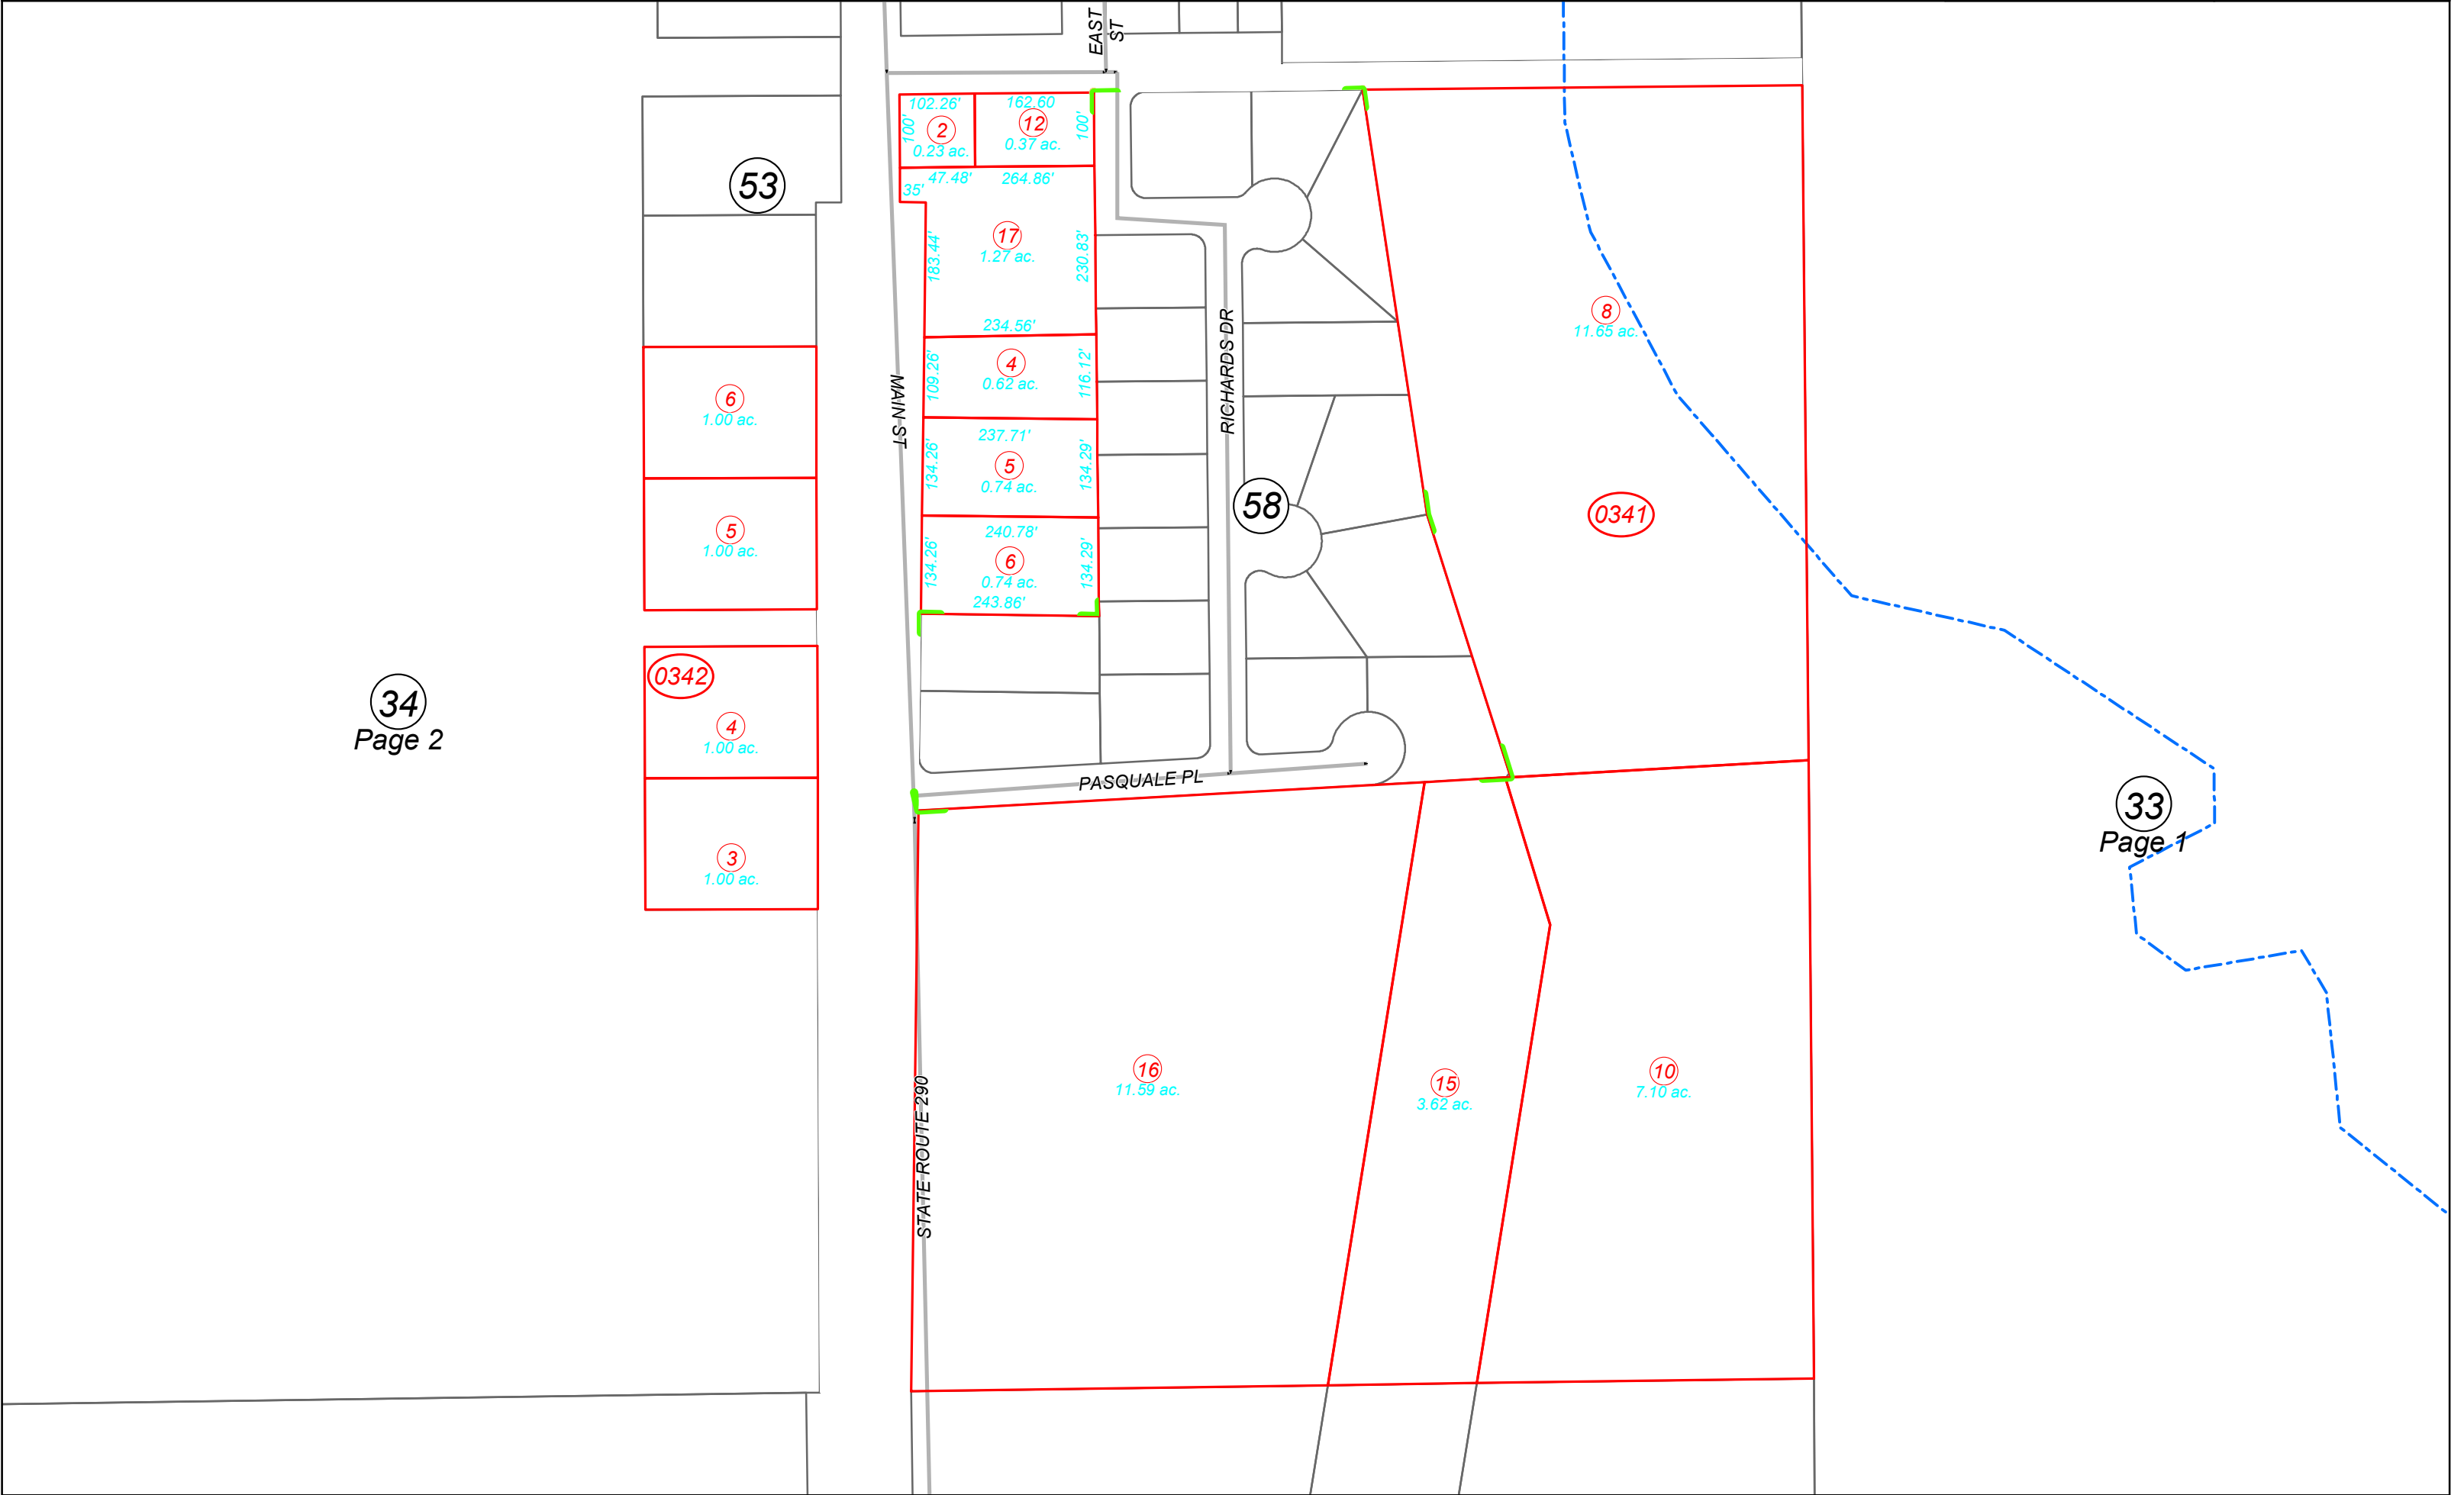 EAST
ST
102.26'
162.60
100'
2
0.23 ac.
12
0.37 ac.
100'
53
35'
47.48'
264.86'
183.44'
17
1.27 ac.
230.83'
234.56'
8
11.65 ac.
MAIN ST
109.26'
4
0.62 ac.
116.12'
RICHARDS DR
6
1.00 ac.
237.71'
134.26'
5
0.74 ac.
134.29'
58
0341
5
1.00 ac.
240.78'
134.26'
6
0.74 ac.
134.29'
243.86'
0342
34
Page 2
4
1.00 ac.
PASQUALE PL
33
Page 1
3
1.00 ac.
STATE ROUTE 290
16
11.59 ac.
15
3.62 ac.
10
7.10 ac.